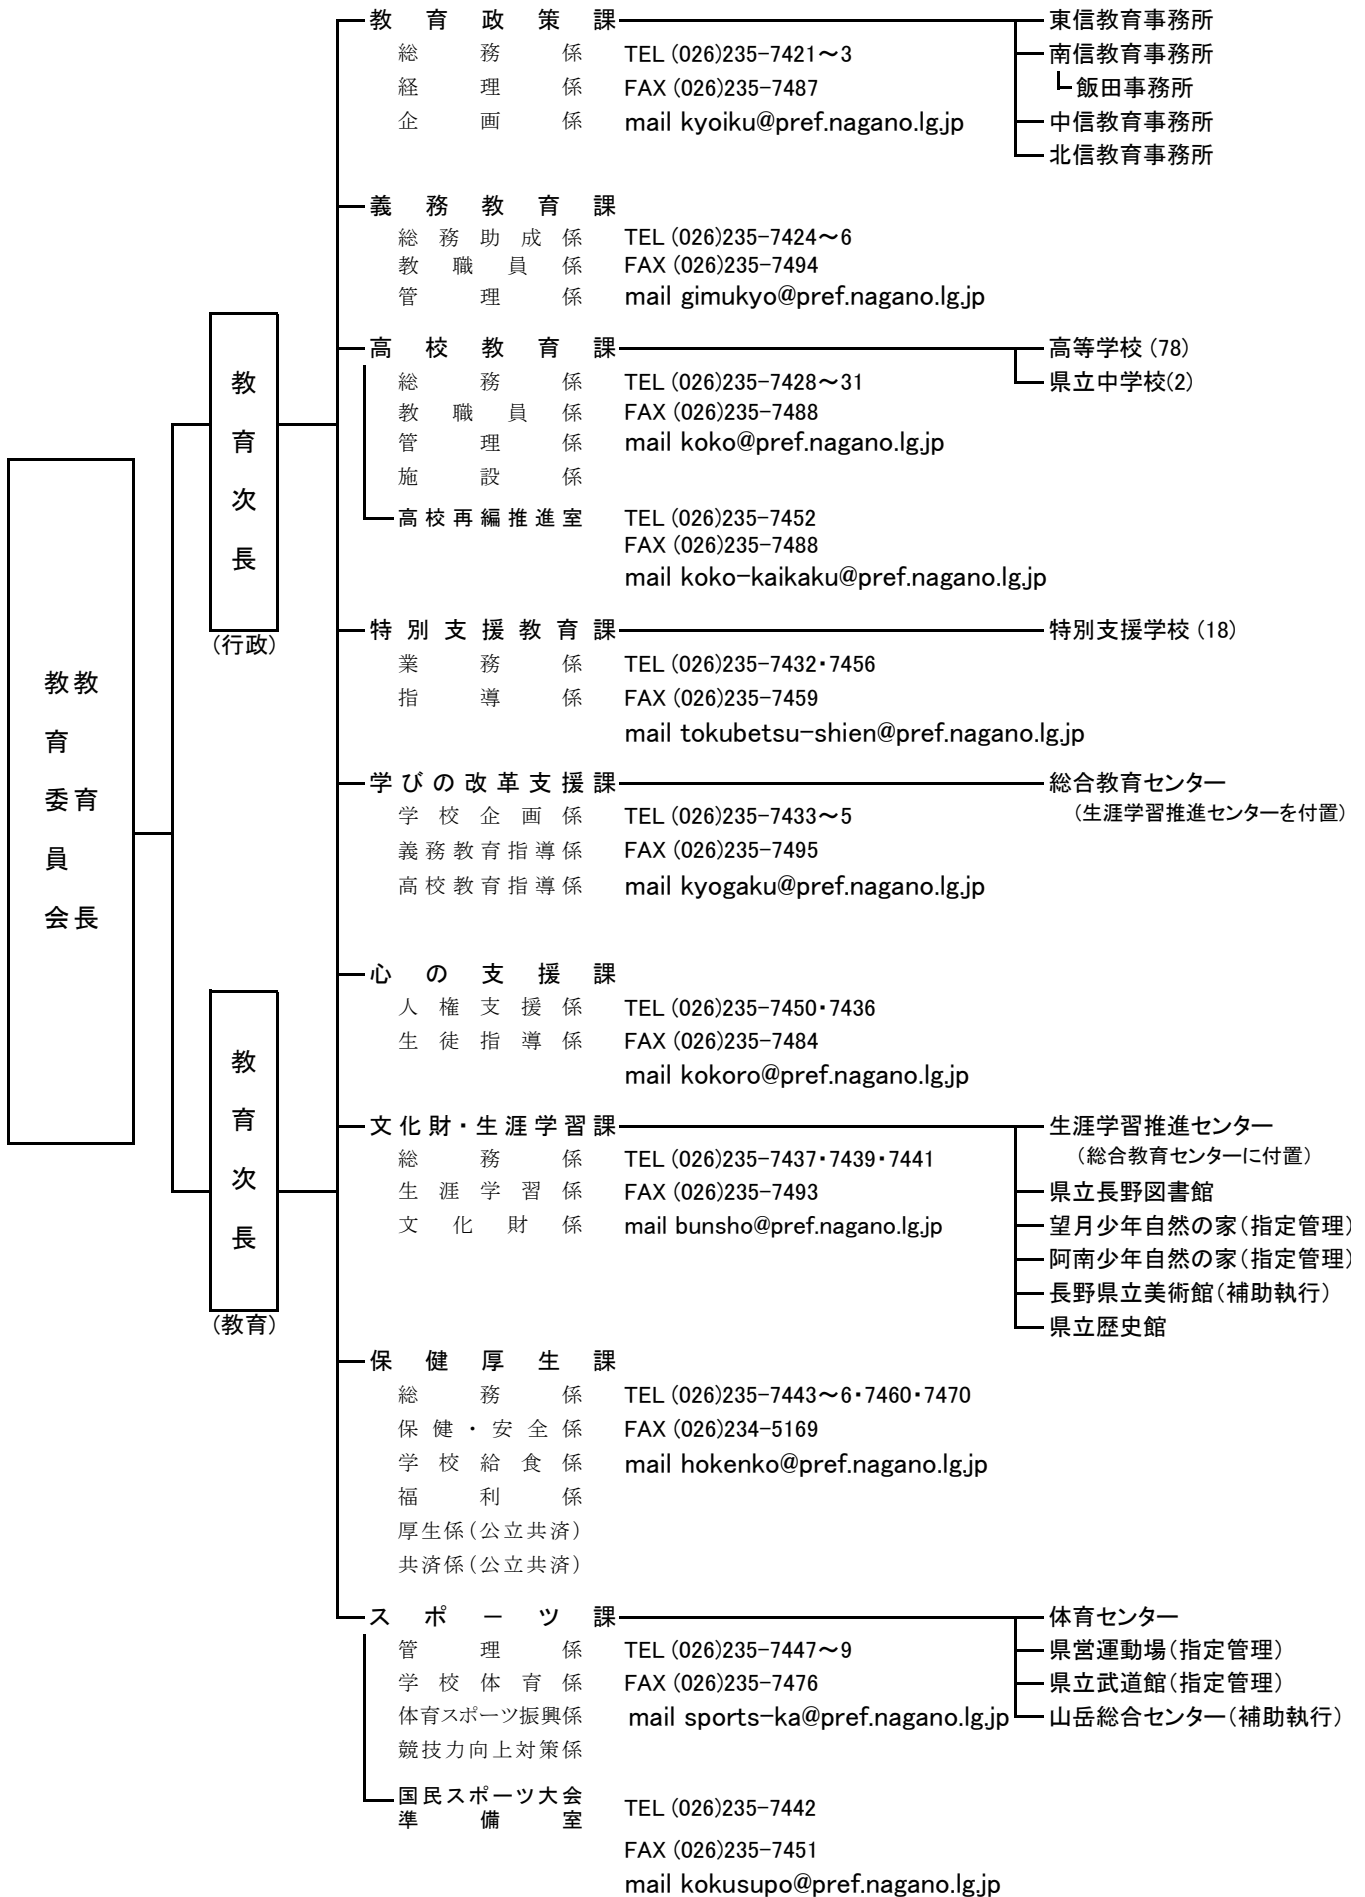 教育委員会
教育長
教育次長
(行政)
教育次長
(教育)
教育政策課
総務係 TEL (026)235-7421～3
経理係 FAX (026)235-7487
企画係 mail kyoiku@pref.nagano.lg.jp
東信教育事務所
南信教育事務所
飯田事務所
中信教育事務所
北信教育事務所
義務教育課
総務助成係 TEL (026)235-7424～6
教職員係 FAX (026)235-7494
管理係 mail gimukyo@pref.nagano.lg.jp
高校教育課
総務係 TEL (026)235-7428～31
教職員係 FAX (026)235-7488
管理係 mail koko@pref.nagano.lg.jp
施設係
高等学校 (78)
県立中学校(2)
高校再編推進室 TEL (026)235-7452
FAX (026)235-7488
mail koko-kaikaku@pref.nagano.lg.jp
特別支援教育課 特別支援学校 (18)
業務係 TEL (026)235-7432・7456
指導係 FAX (026)235-7459
mail tokubetsu-shien@pref.nagano.lg.jp
学びの改革支援課 総合教育センター
(生涯学習推進センターを付置)
学校企画係 TEL (026)235-7433～5
義務教育指導係 FAX (026)235-7495
高校教育指導係 mail kyogaku@pref.nagano.lg.jp
心の支援課
人権支援係 TEL (026)235-7450・7436
生徒指導係 FAX (026)235-7484
mail kokoro@pref.nagano.lg.jp
文化財・生涯学習課
総務係 TEL (026)235-7437・7439・7441
生涯学習係 FAX (026)235-7493
文化財係 mail bunsho@pref.nagano.lg.jp
生涯学習推進センター
(総合教育センターに付置)
県立長野図書館
望月少年自然の家(指定管理)
阿南少年自然の家(指定管理)
長野県立美術館(補助執行)
県立歴史館
保健厚生課
総務係 TEL (026)235-7443～6・7460・7470
保健・安全係 FAX (026)234-5169
学校給食係 mail hokenko@pref.nagano.lg.jp
福利係
厚生係(公立共済)
共済係(公立共済)
スポーツ課
管理係 TEL (026)235-7447～9
学校体育係 FAX (026)235-7476
体育スポーツ振興係 mail sports-ka@pref.nagano.lg.jp
競技力向上対策係
体育センター
県営運動場(指定管理)
県立武道館(指定管理)
山岳総合センター(補助執行)
国民スポーツ大会
準備室 TEL (026)235-7442
FAX (026)235-7451
mail kokusupo@pref.nagano.lg.jp